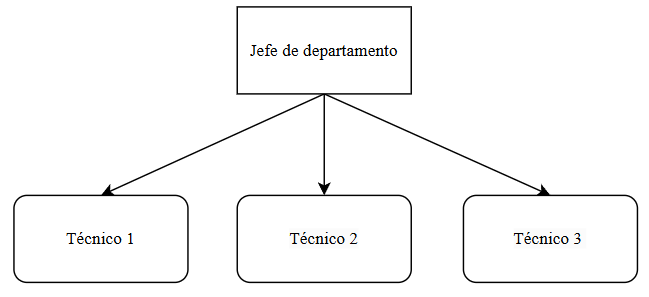 Jefe de departamento
Técnico 1
Técnico 2
Técnico 3